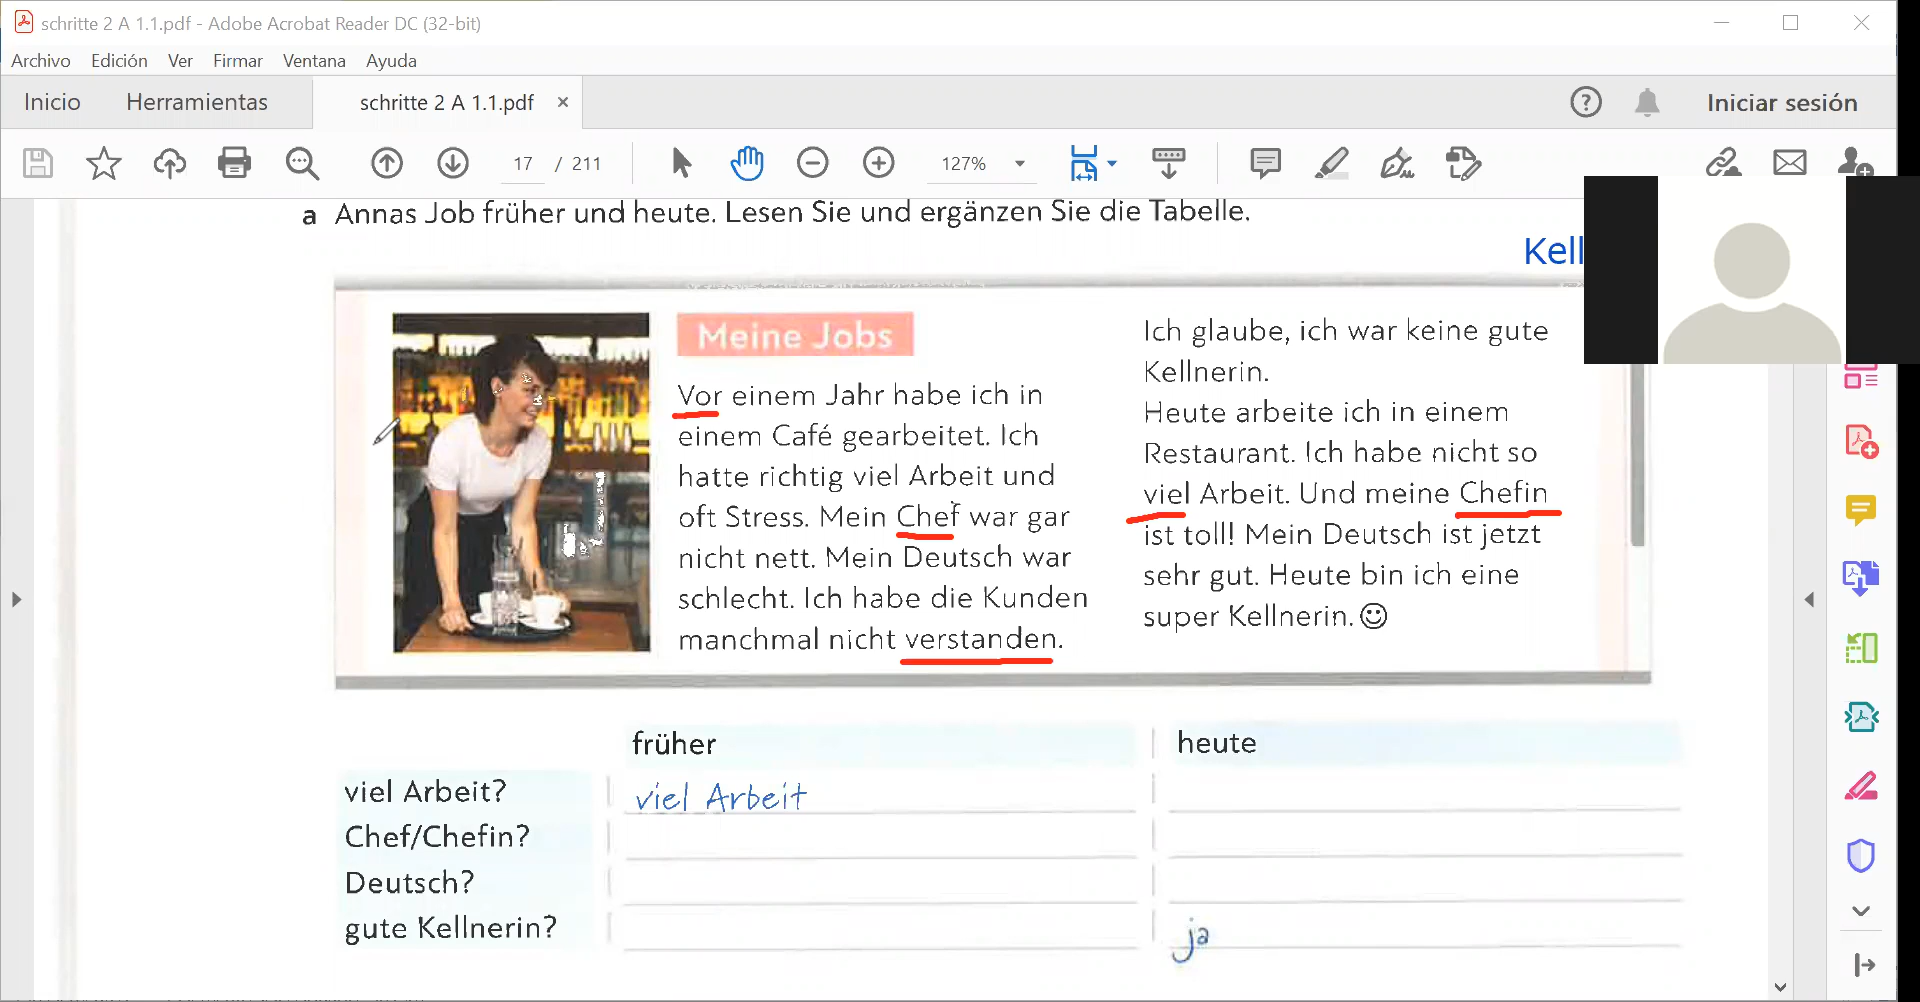 schritte 2 A 1.1.pdf - Adobe Acrobat Reader DC (32-bit)
Archivo Edición Ver Firmar Ventana Ayuda
Inicio Herramientas schritte 2 A 1.1.pdf × Iniciar sesión
17 / 211 127%
a Annas Job früher und heute. Lesen Sie und ergänzen Sie die Tabelle.
Kell
Meine Jobs
Vor einem Jahr habe ich in
einem Café gearbeitet. Ich
hatte richtig viel Arbeit und
oft Stress. Mein Chef war gar
nicht nett. Mein Deutsch war
schlecht. Ich habe die Kunden
manchmal nicht verstanden.
Ich glaube, ich war keine gute
Kellnerin.
Heute arbeite ich in einem
Restaurant. Ich habe nicht so
viel Arbeit. Und meine Chefin
ist toll! Mein Deutsch ist jetzt
sehr gut. Heute bin ich eine
super Kellnerin. ☺
früher heute
viel Arbeit? viel Arbeit
Chef/Chefin?
Deutsch?
gute Kellnerin? ja